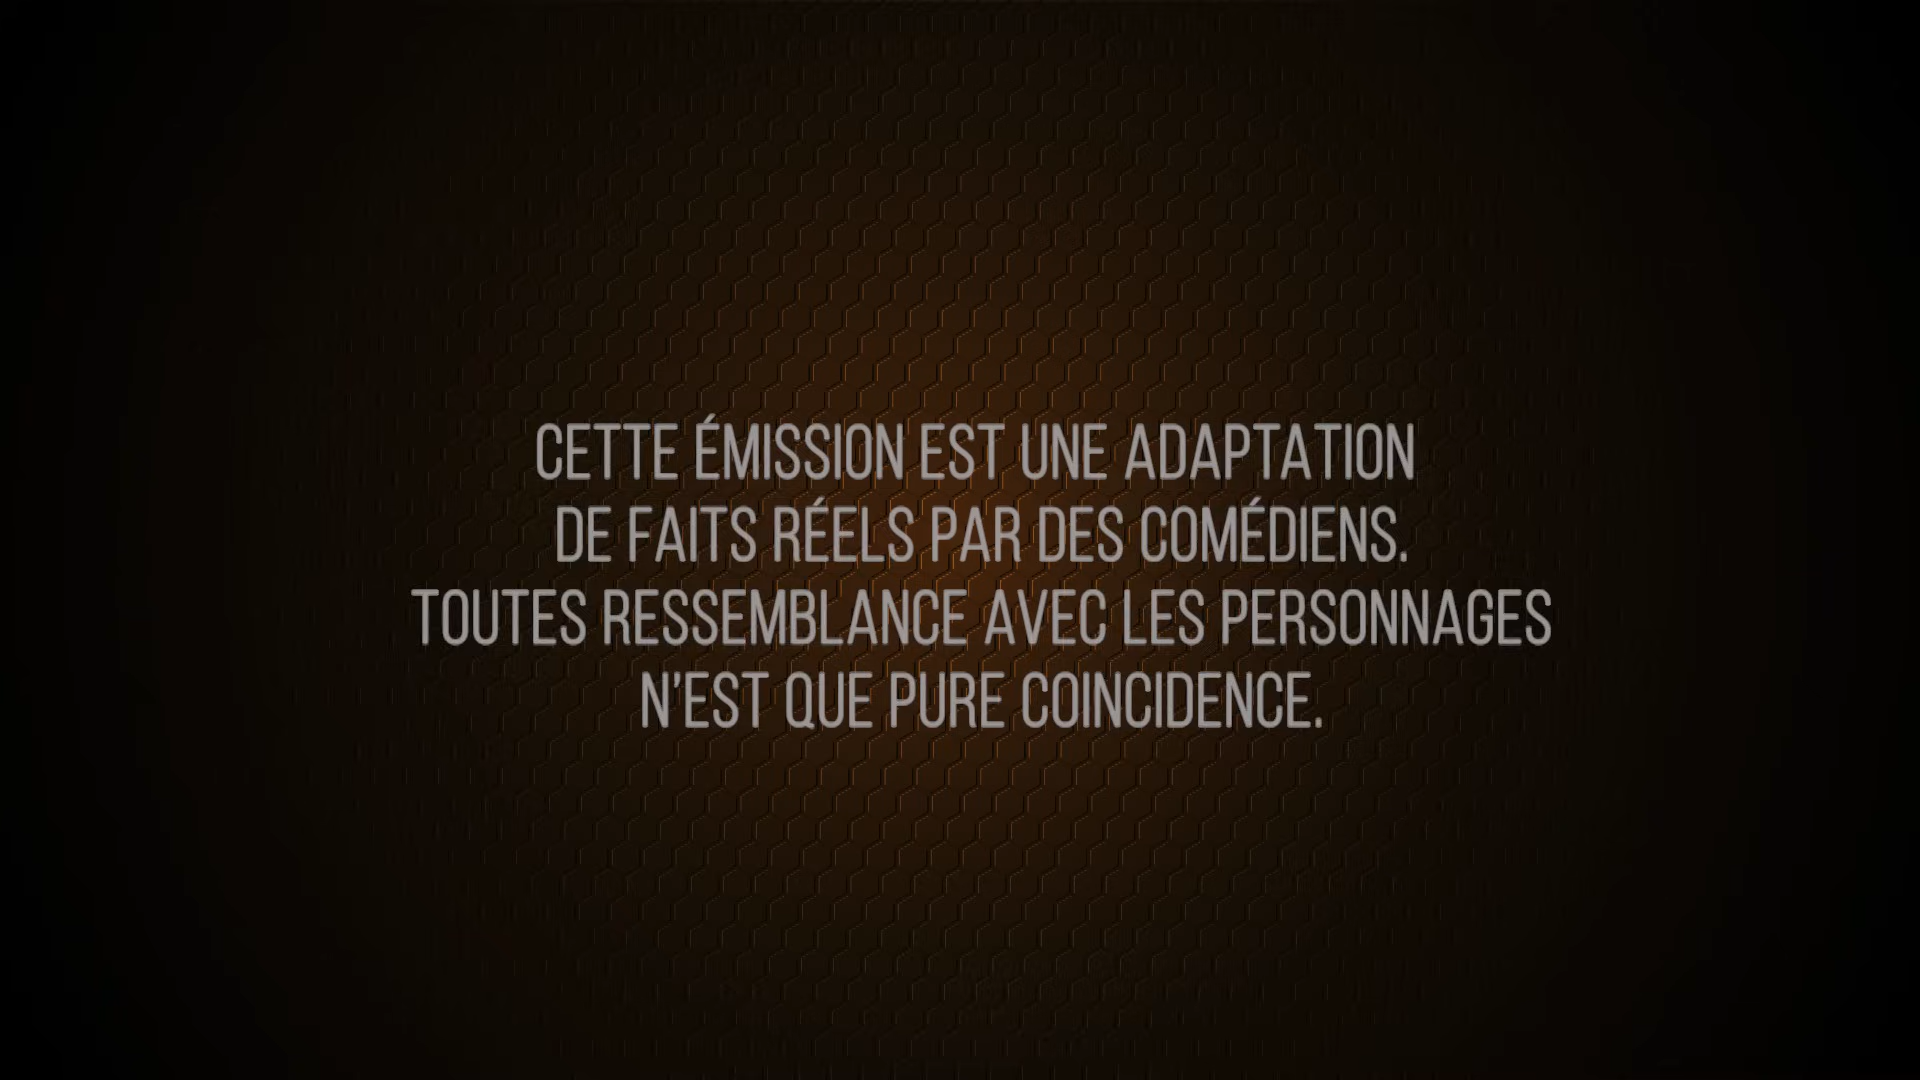 CETTE ÉMISSION EST UNE ADAPTATION
DE FAITS RÉELS PAR DES COMÉDIENS.
TOUTES RESSEMBLANCE AVEC LES PERSONNAGES
N'EST QUE PURE COINCIDENCE.